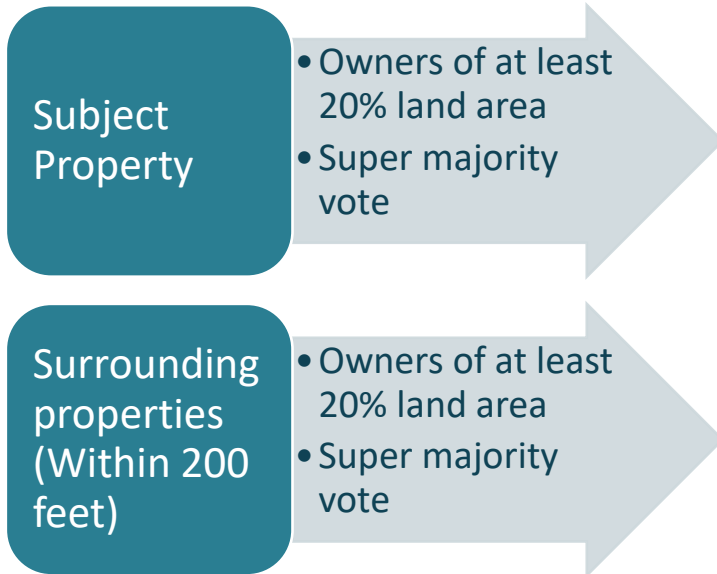 Subject
Property
• Owners of at least
20% land area
• Super majority
vote
Surrounding
properties
(Within 200
feet)
• Owners of at least
20% land area
• Super majority
vote